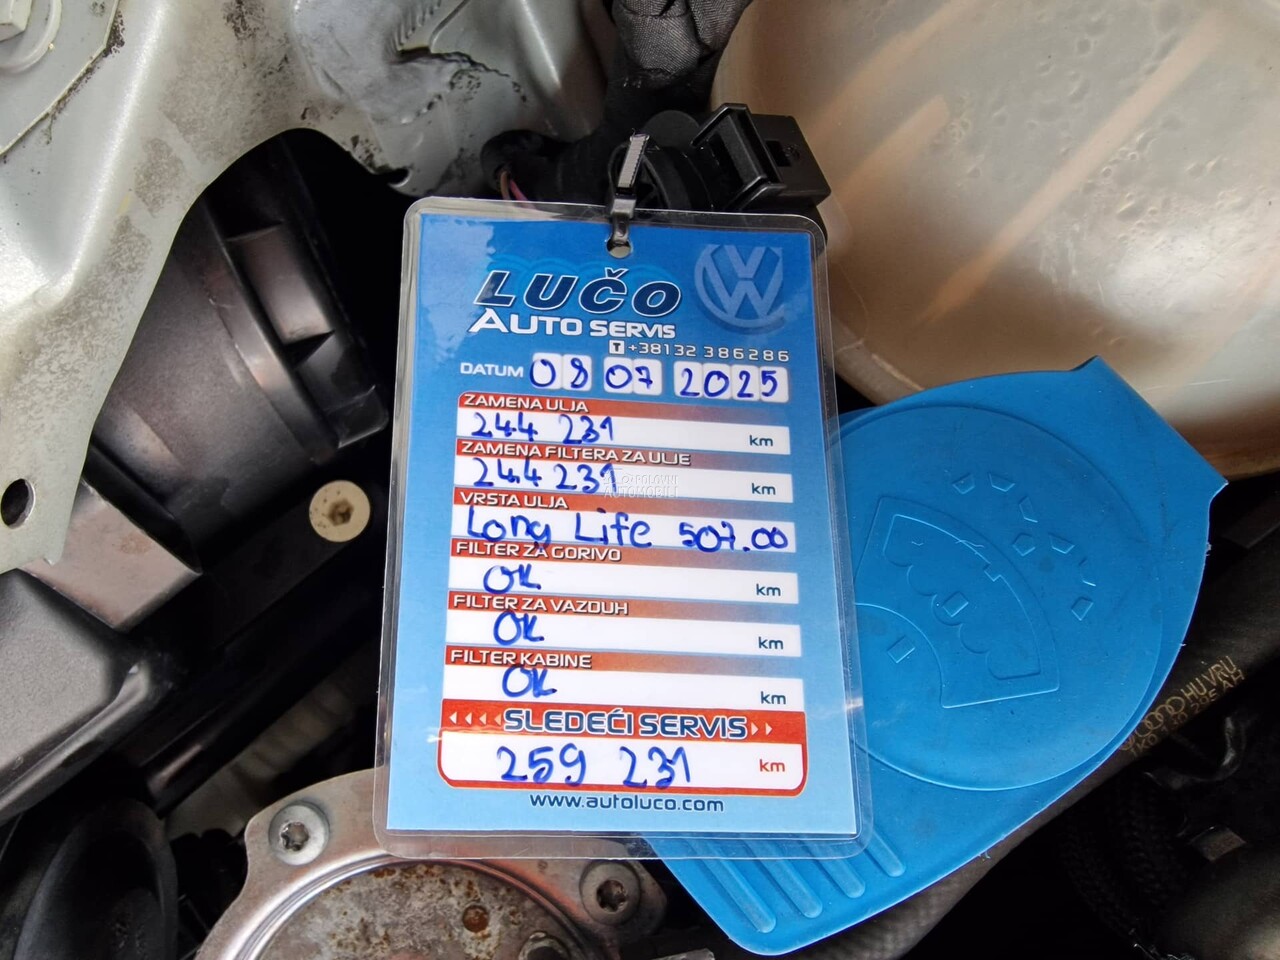 LUČO
AUTO SERVIS
T +38132 386286
DATUM 08 07 2025
ZAMENA ULJA
244 231 km
ZAMENA FILTERA ZA ULJE
244 231 km
POLOVNI
AUTOMOBILI
VRSTA ULJA
Long Life 507.00
FILTER ZA GORIVO
OK km
FILTER ZA VAZDUH
OK km
FILTER KABINE
OK km
SLEDEĆI SERVIS
259 231 km
www.autoluco.com